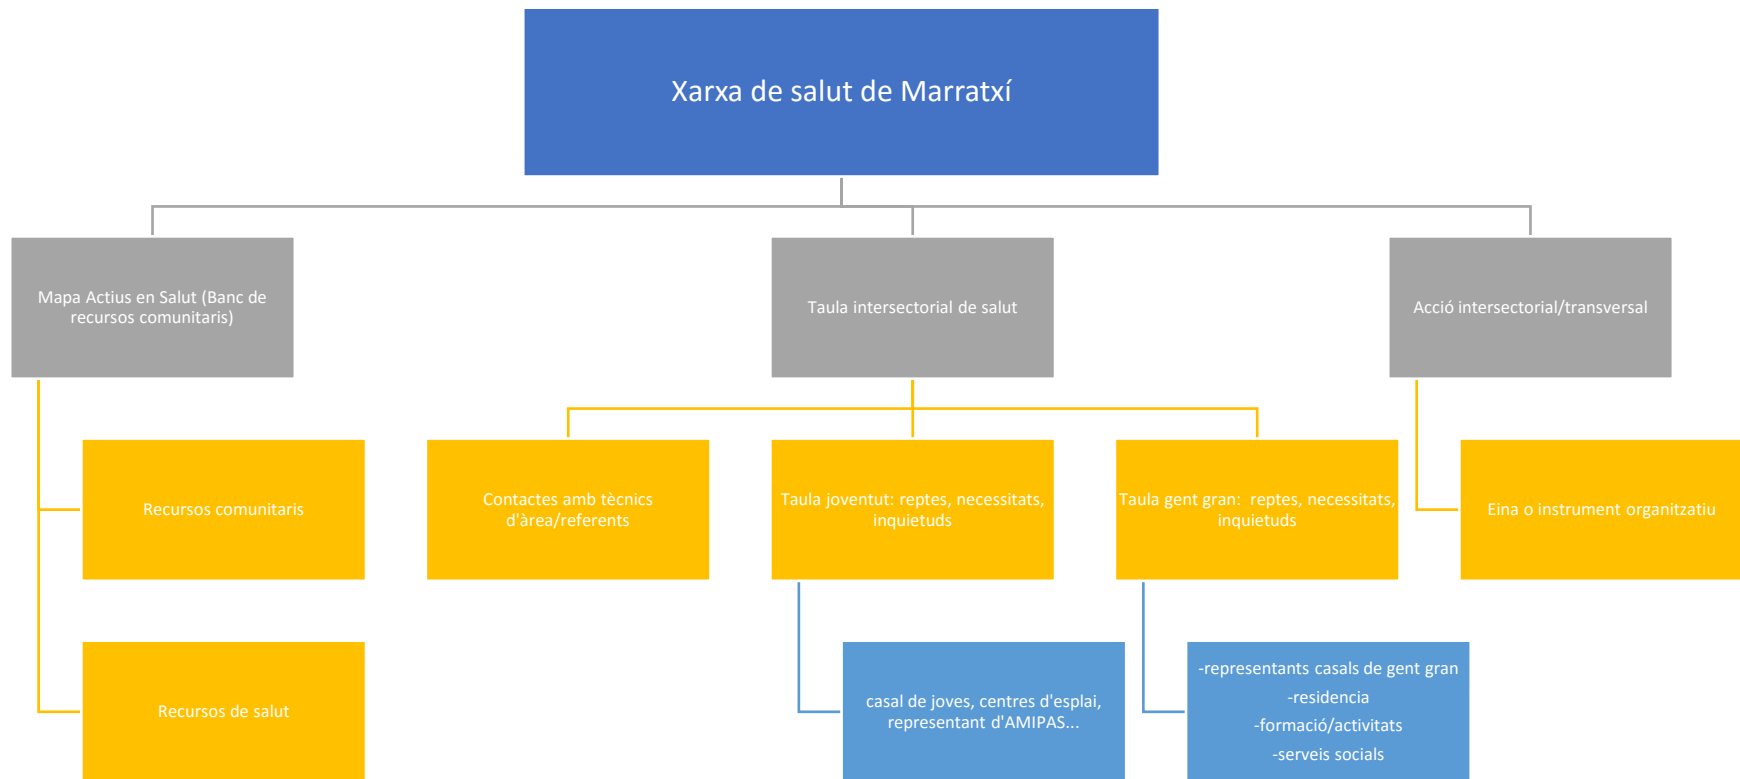 Xarxa de salut de Marratxí
Mapa Actius en Salut (Banc de
recursos comunitaris)
Taula intersectorial de salut
Acció intersectorial/transversal
Recursos comunitaris
Contactes amb tècnics
d'àrea/referents
Taula joventut: reptes, necessitats,
inquietuds
Taula gent gran:  reptes, necessitats,
inquietuds
Eina o instrument organitzatiu
Recursos de salut
casal de joves, centres d'esplai,
representant d'AMIPAS...
-representants casals de gent gran
-residencia
-formació/activitats
-serveis socials